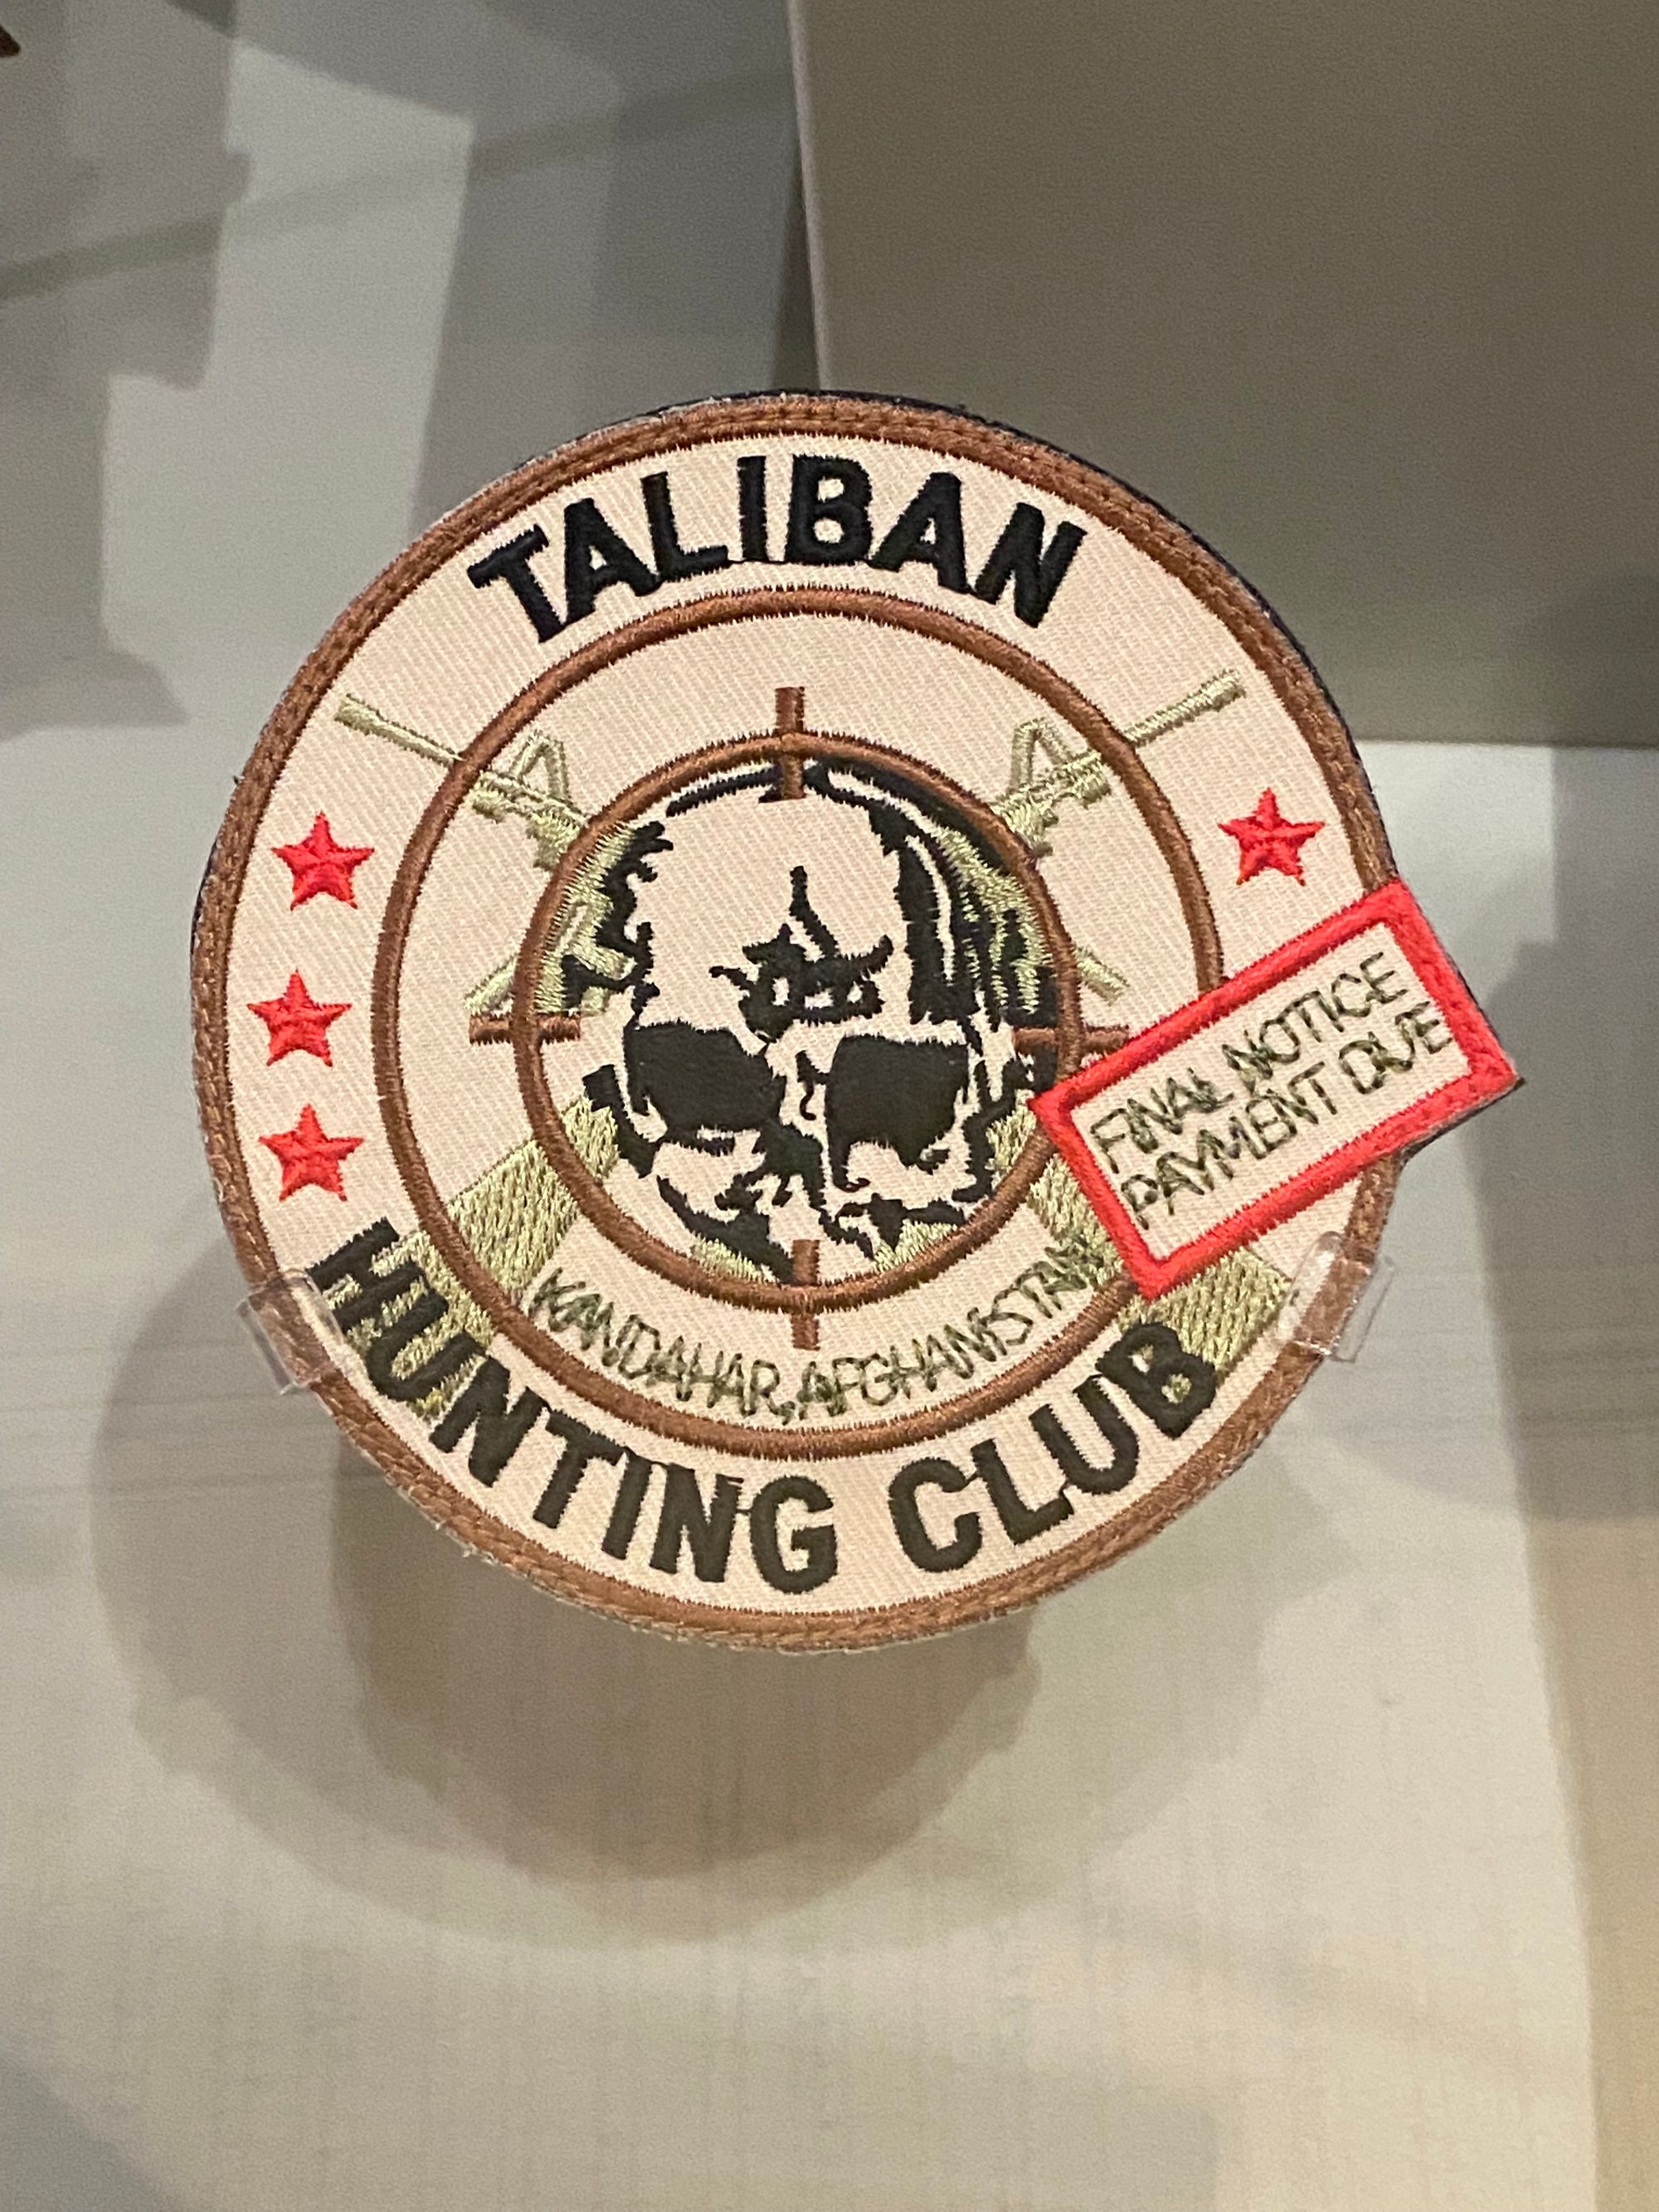 TALIBAN
FINAL NOTICE
PAYMENT DUE
KANDAHAR, AFGHANISTAN
HUNTING CLUB